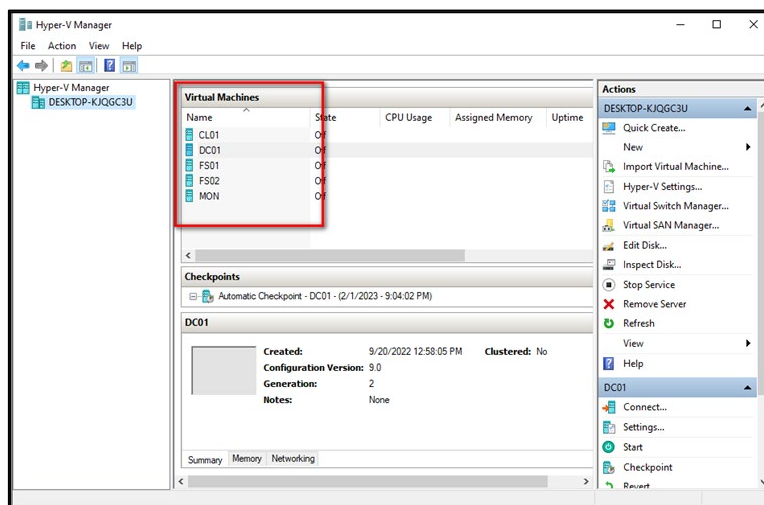 Hyper-V Manager
File Action View Help
Hyper-V Manager
DESKTOP-KJQGC3U
Virtual Machines
Name State CPU Usage Assigned Memory Uptime
CL01 Off
DC01 Off
FS01 Off
FS02 Off
MON Off
Checkpoints
Automatic Checkpoint - DC01 - (2/1/2023 - 9:04:02 PM)
DC01
Created: 9/20/2022 12:58:05 PM Clustered: No
Configuration Version: 9.0
Generation: 2
Notes: None
Summary Memory Networking
Actions
DESKTOP-KJQGC3U
Quick Create...
New
Import Virtual Machine...
Hyper-V Settings...
Virtual Switch Manager...
Virtual SAN Manager...
Edit Disk...
Inspect Disk...
Stop Service
Remove Server
Refresh
View
Help
DC01
Connect...
Settings...
Start
Checkpoint
Revert